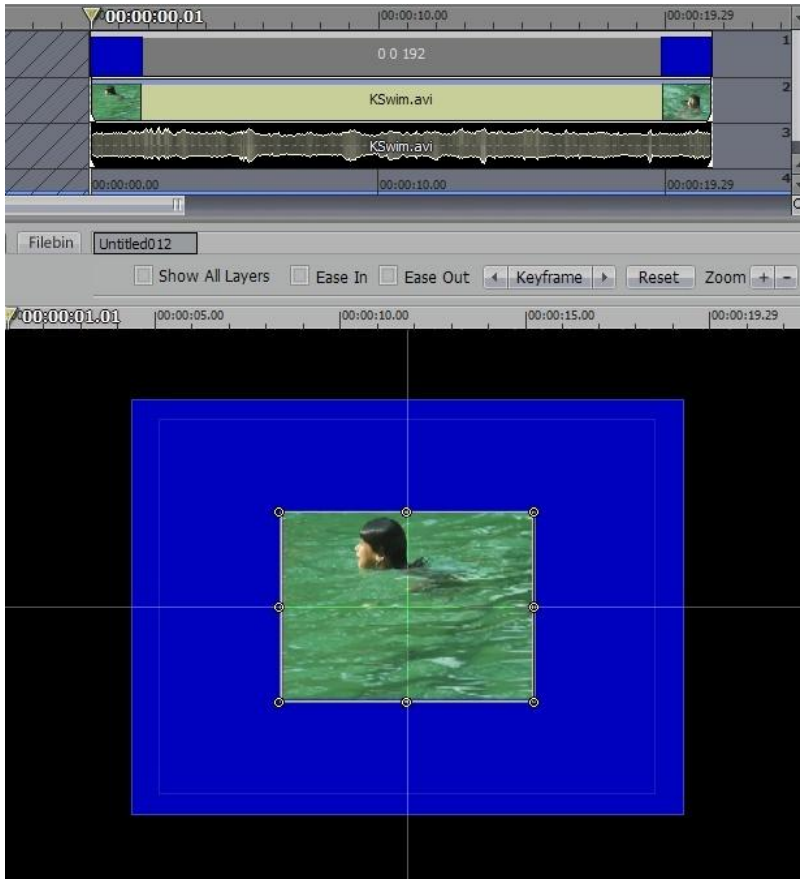 00:00:00.01 00:00:10.00 00:00:19.29
0 0 192 1
KSwim.avi 2
KSwim.avi 3
00:00:00.00 00:00:10.00 00:00:19.29 4
Filebin Untitled012
Show All Layers Ease In Ease Out Keyframe Reset Zoom + -
00:00:01.01 00:00:05.00 00:00:10.00 00:00:15.00 00:00:19.29